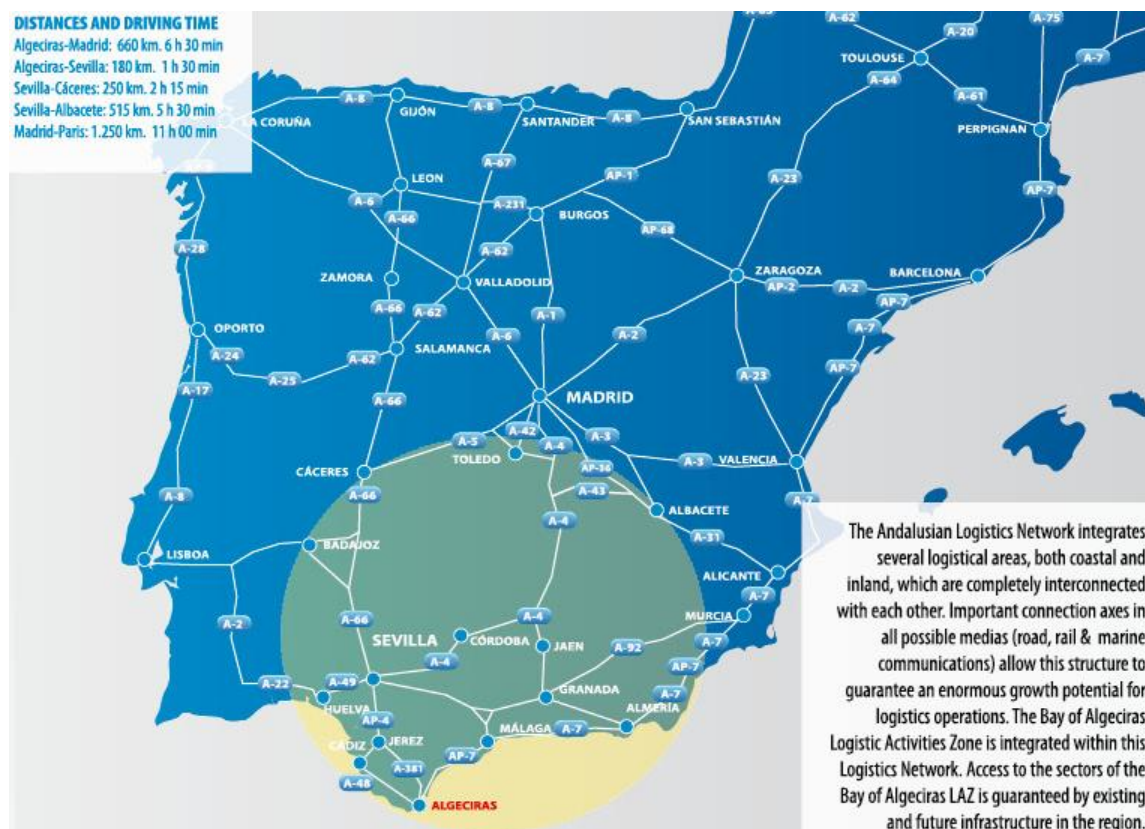 DISTANCES AND DRIVING TIME
Algeciras-Madrid: 660 km. 6 h 30 min
Algeciras-Sevilla: 180 km. 1 h 30 min
Sevilla-Cáceres: 250 km. 2 h 15 min
Sevilla-Albacete: 515 km. 5 h 30 min
Madrid-Paris: 1.250 km. 11 h 00 min
A-62
A-20
A-75
TOULOUSE
A-7
A-64
A-61
PERPIGNAN
A-8
GIJÓN
A-8
SANTANDER
A-8
SAN SEBASTIÁN
LA CORUÑA
A-67
AP-1
A-23
AP-7
LEON
A-6
A-66
A-231
BURGOS
AP-68
A-28
A-62
ZAMORA
VALLADOLID
ZARAGOZA
AP-2
A-2
BARCELONA
A-66
A-62
A-1
AP-7
OPORTO
A-6
A-2
A-7
A-24
A-62
SALAMANCA
A-25
A-23
AP-7
A-17
A-66
MADRID
A-5
A-42
A-4
A-3
TOLEDO
AP-36
A-3
VALENCIA
CÁCERES
A-66
A-43
A-8
ALBACETE
A-7
A-4
A-31
BADAJOZ
LISBOA
ALICANTE
A-7
MURCIA
A-2
A-66
SEVILLA
CÓRDOBA
A-4
JAEN
A-92
A-7
A-4
AP-7
A-22
A-49
HUELVA
GRANADA
A-7
ALMERÍA
AP-4
MÁLAGA
A-7
CÁDIZ
JEREZ
AP-7
A-381
A-48
ALGECIRAS
The Andalusian Logistics Network integrates
several logistical areas, both coastal and
inland, which are completely interconnected
with each other. Important connection axes in
all possible medias (road, rail & marine
communications) allow this structure to
guarantee an enormous growth potential for
logistics operations. The Bay of Algeciras
Logistic Activities Zone is integrated within this
Logistics Network. Access to the sectors of the
Bay of Algeciras LAZ is guaranteed by existing
and future infrastructure in the region.